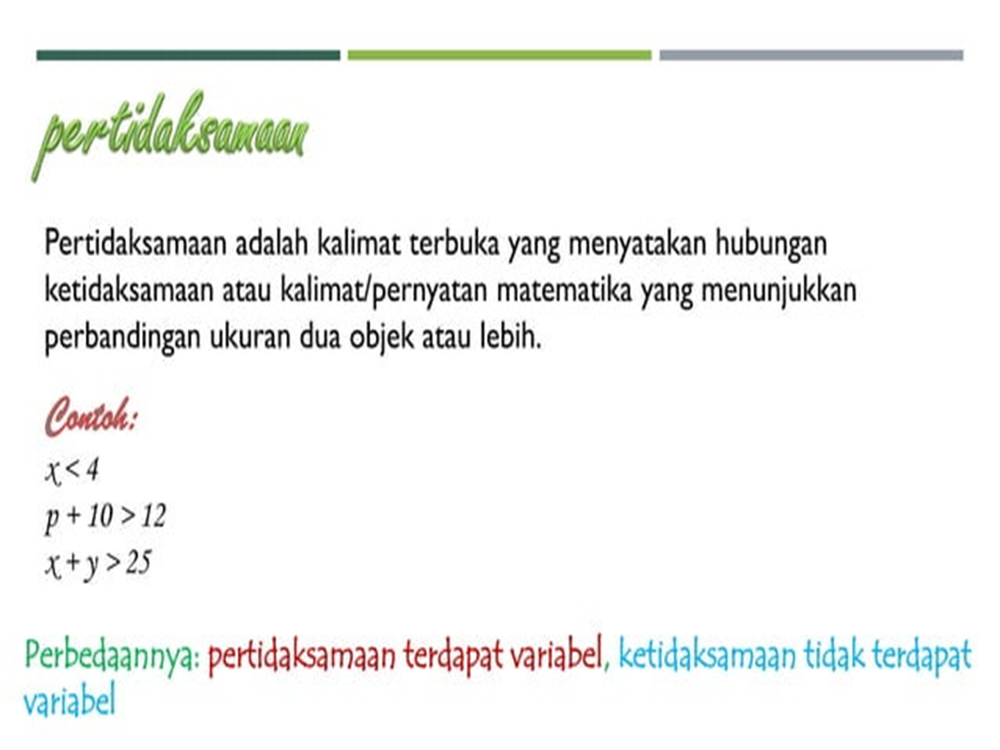 pertidaksamaan
Pertidaksamaan adalah kalimat terbuka yang menyatakan hubungan
ketidaksamaan atau kalimat/pernyatan matematika yang menunjukkan
perbandingan ukuran dua objek atau lebih.
Contoh:
x < 4
p + 10 > 12
x + y > 25
Perbedaannya: pertidaksamaan terdapat variabel, ketidaksamaan tidak terdapat
variabel